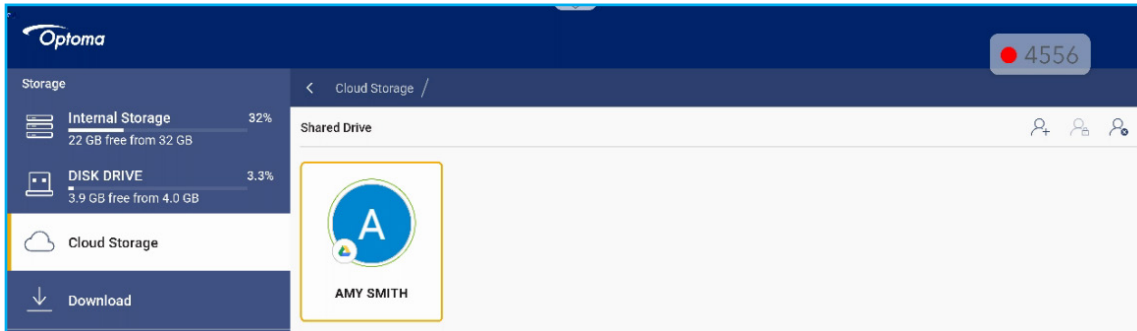 Optoma
4556
Storage
Cloud Storage /
Internal Storage 32%
22 GB free from 32 GB
Shared Drive
DISK DRIVE 3.3%
3.9 GB free from 4.0 GB
Cloud Storage
A
AMY SMITH
Download